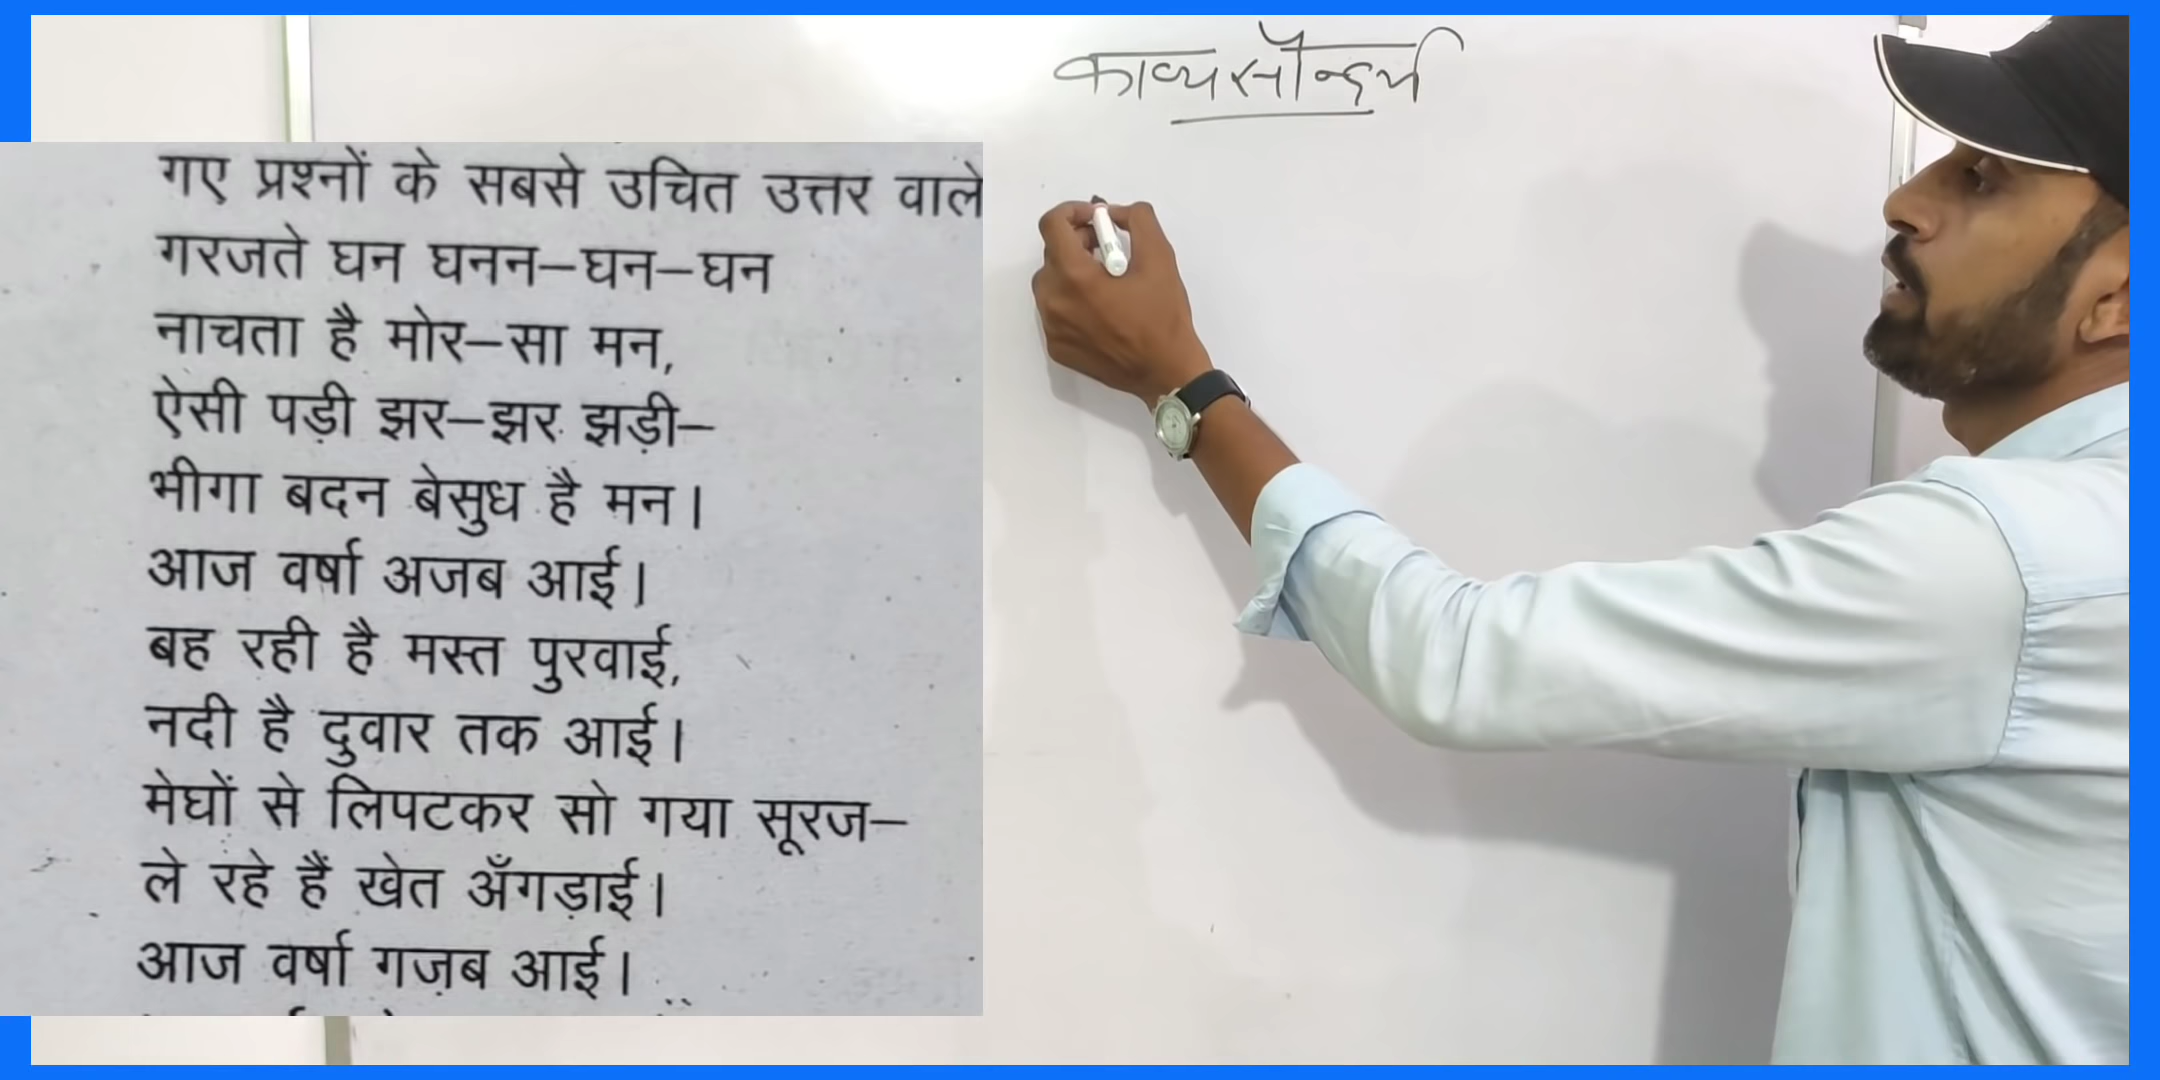 काव्य सौन्दर्य
गए प्रश्नों के सबसे उचित उत्तर वाले
गरजते घन घनन–घन–घन
नाचता है मोर–सा मन,
ऐसी पड़ी झर–झर झड़ी–
भीगा बदन बेसुध है मन।
आज वर्षा अजब आई।
बह रही है मस्त पुरवाई,
नदी है दुवार तक आई।
मेघों से लिपटकर सो गया सूरज–
ले रहे हैं खेत अँगड़ाई।
आज वर्षा गज़ब आई।